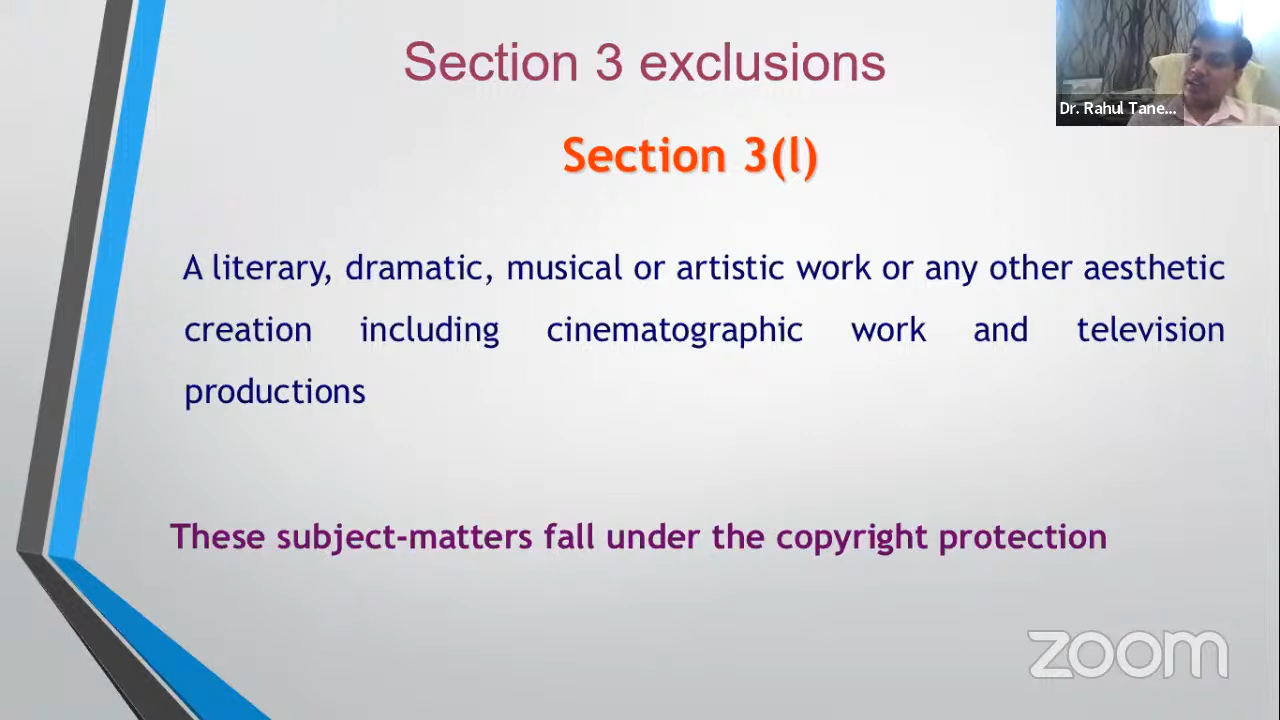 Section 3 exclusions
Dr. Rahul Tane...
Section 3(l)
A literary, dramatic, musical or artistic work or any other aesthetic
creation including cinematographic work and television
productions
These subject-matters fall under the copyright protection
zoom